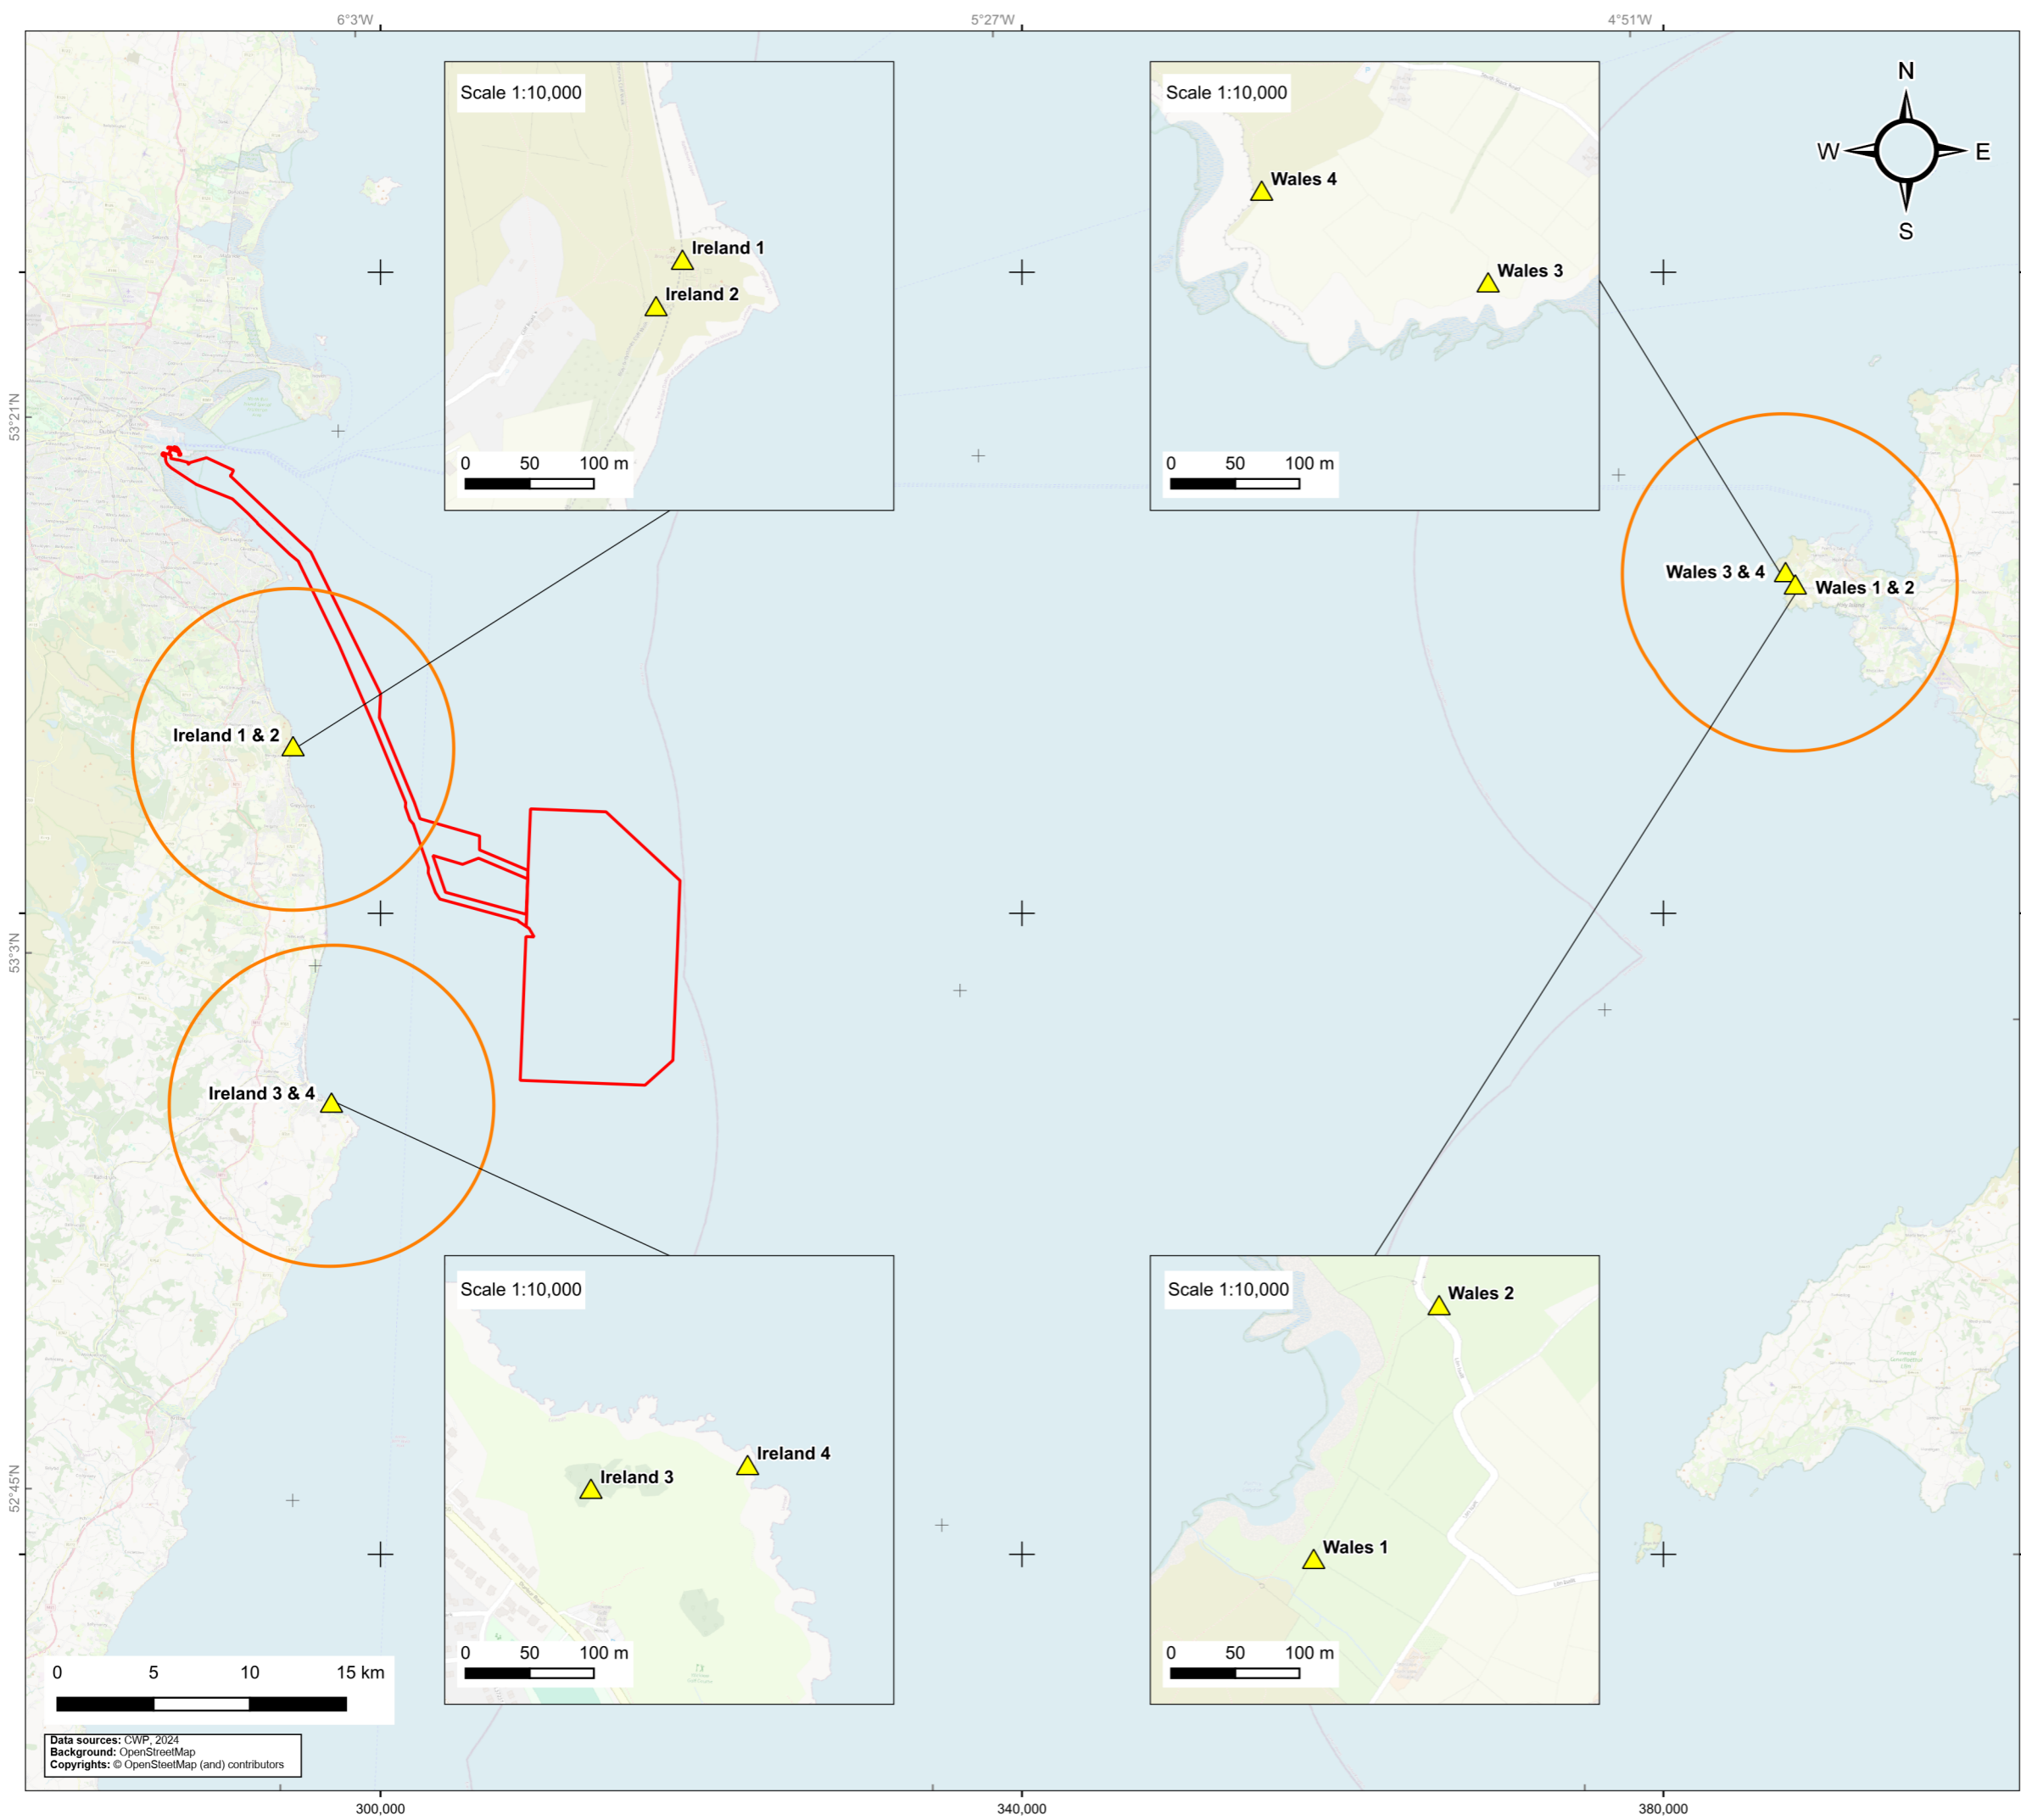 6°3'W
5°27'W
4°51'W
N
W
E
S
Scale 1:10,000
Ireland 1
Ireland 2
0 50 100 m
Scale 1:10,000
Wales 4
Wales 3
0 50 100 m
53°21'N
Wales 3 & 4
Wales 1 & 2
Ireland 1 & 2
53°3'N
Ireland 3 & 4
Scale 1:10,000
Ireland 4
Ireland 3
0 50 100 m
Scale 1:10,000
Wales 2
Wales 1
0 50 100 m
52°45'N
0 5 10 15 km
Data sources: CWP, 2024
Background: OpenStreetMap
Copyrights: © OpenSteetMap (and) contributors
300,000
340,000
380,000